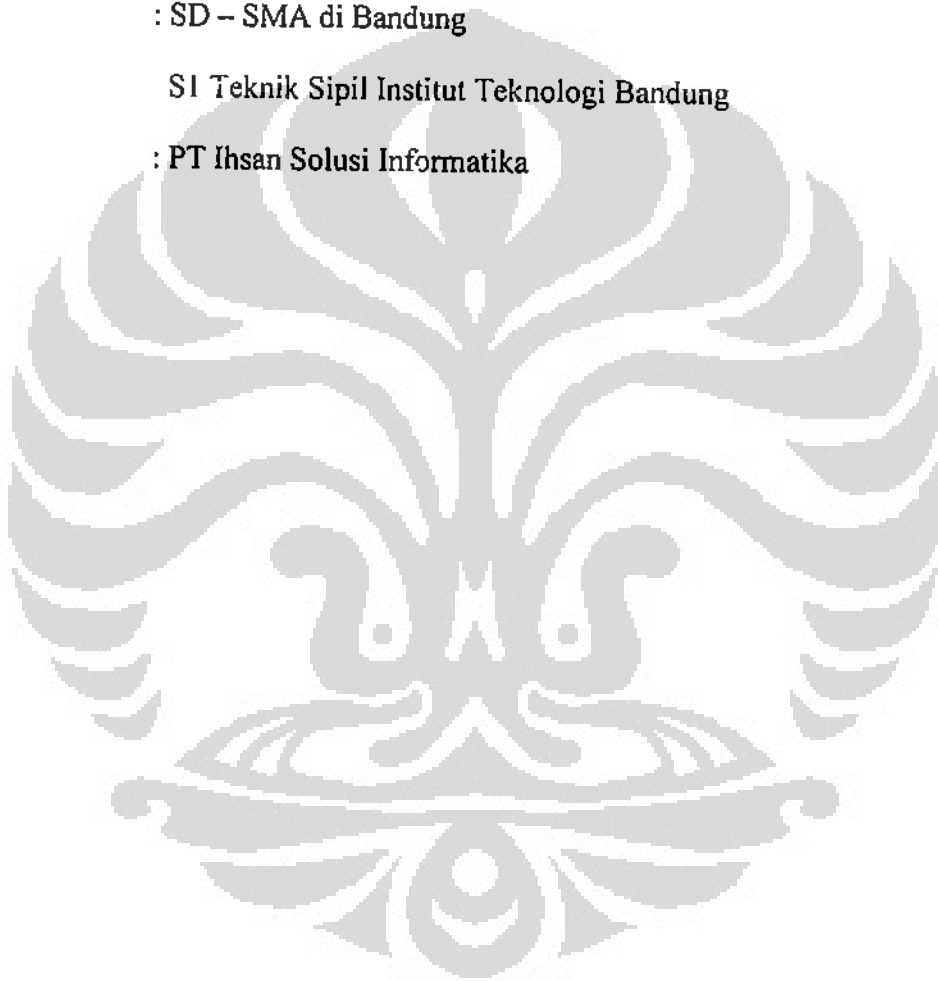 : SD – SMA di Bandung
S1 Teknik Sipil Institut Teknologi Bandung
: PT Ihsan Solusi Informatika